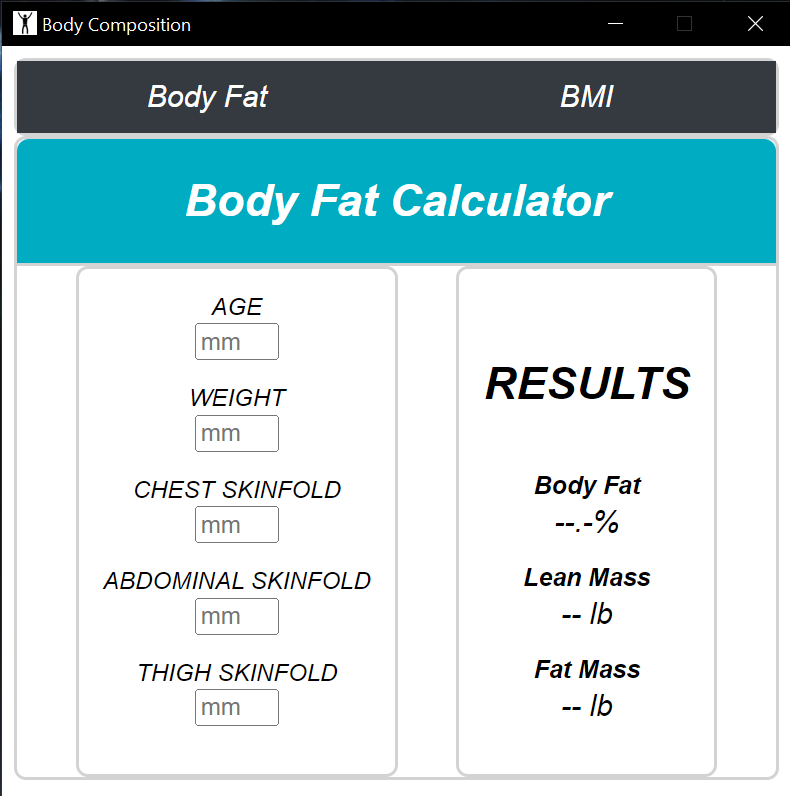 Body Composition
Body Fat BMI
Body Fat Calculator
AGE
mm
WEIGHT
mm
CHEST SKINFOLD
mm
ABDOMINAL SKINFOLD
mm
THIGH SKINFOLD
mm
RESULTS
Body Fat
--.-%
Lean Mass
-- lb
Fat Mass
-- lb